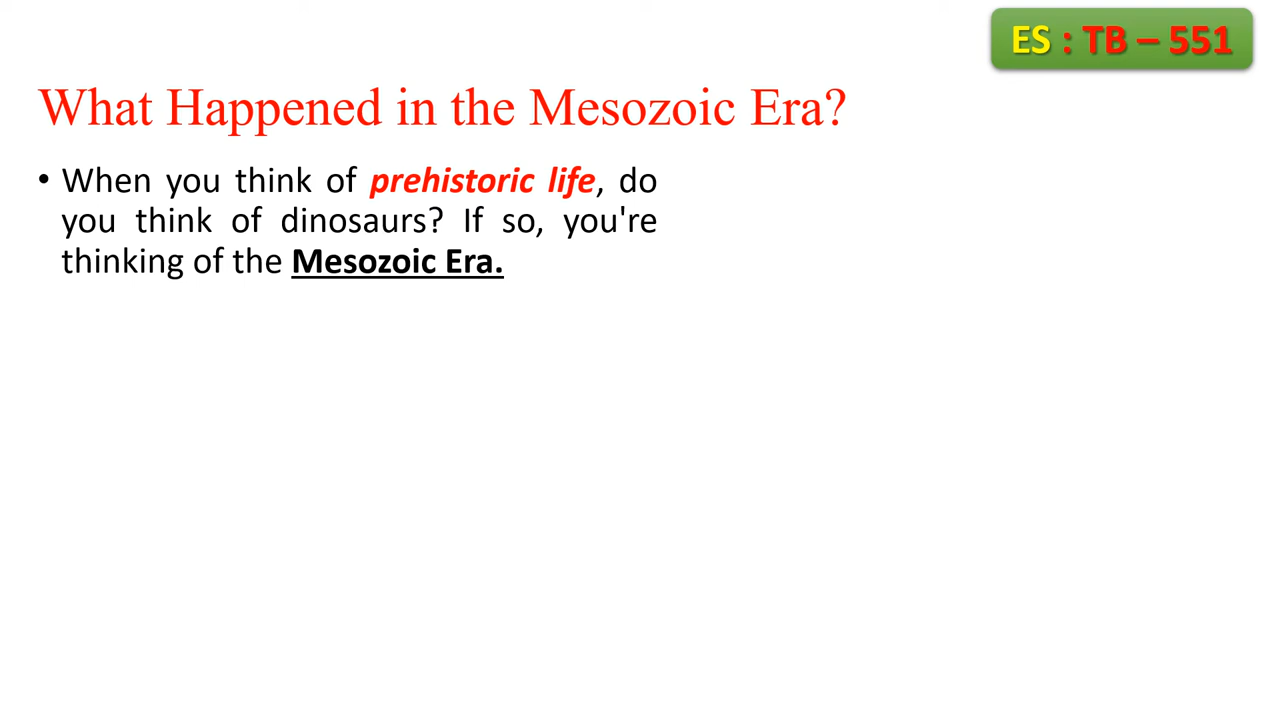 ES : TB – 551
What Happened in the Mesozoic Era?
• When you think of prehistoric life, do
you think of dinosaurs? If so, you're
thinking of the Mesozoic Era.